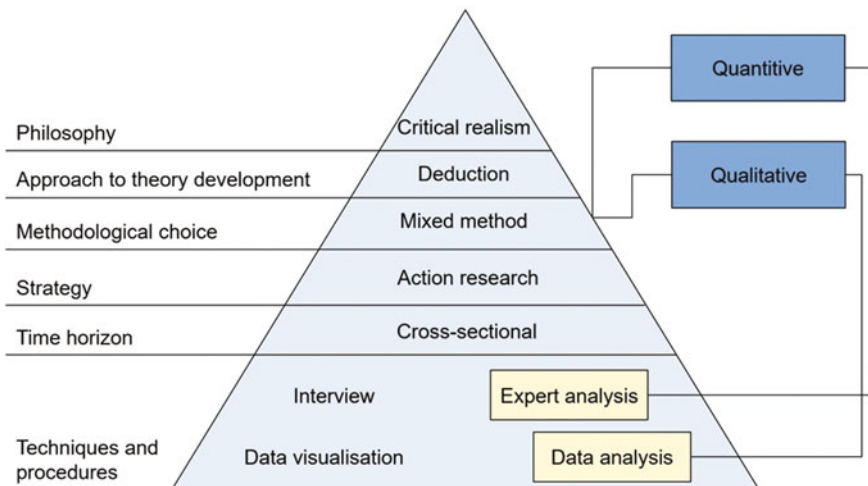 Quantitive
Philosophy
Critical realism
Approach to theory development
Deduction
Qualitative
Methodological choice
Mixed method
Strategy
Action research
Time horizon
Cross-sectional
Interview
Expert analysis
Techniques and
procedures
Data visualisation
Data analysis